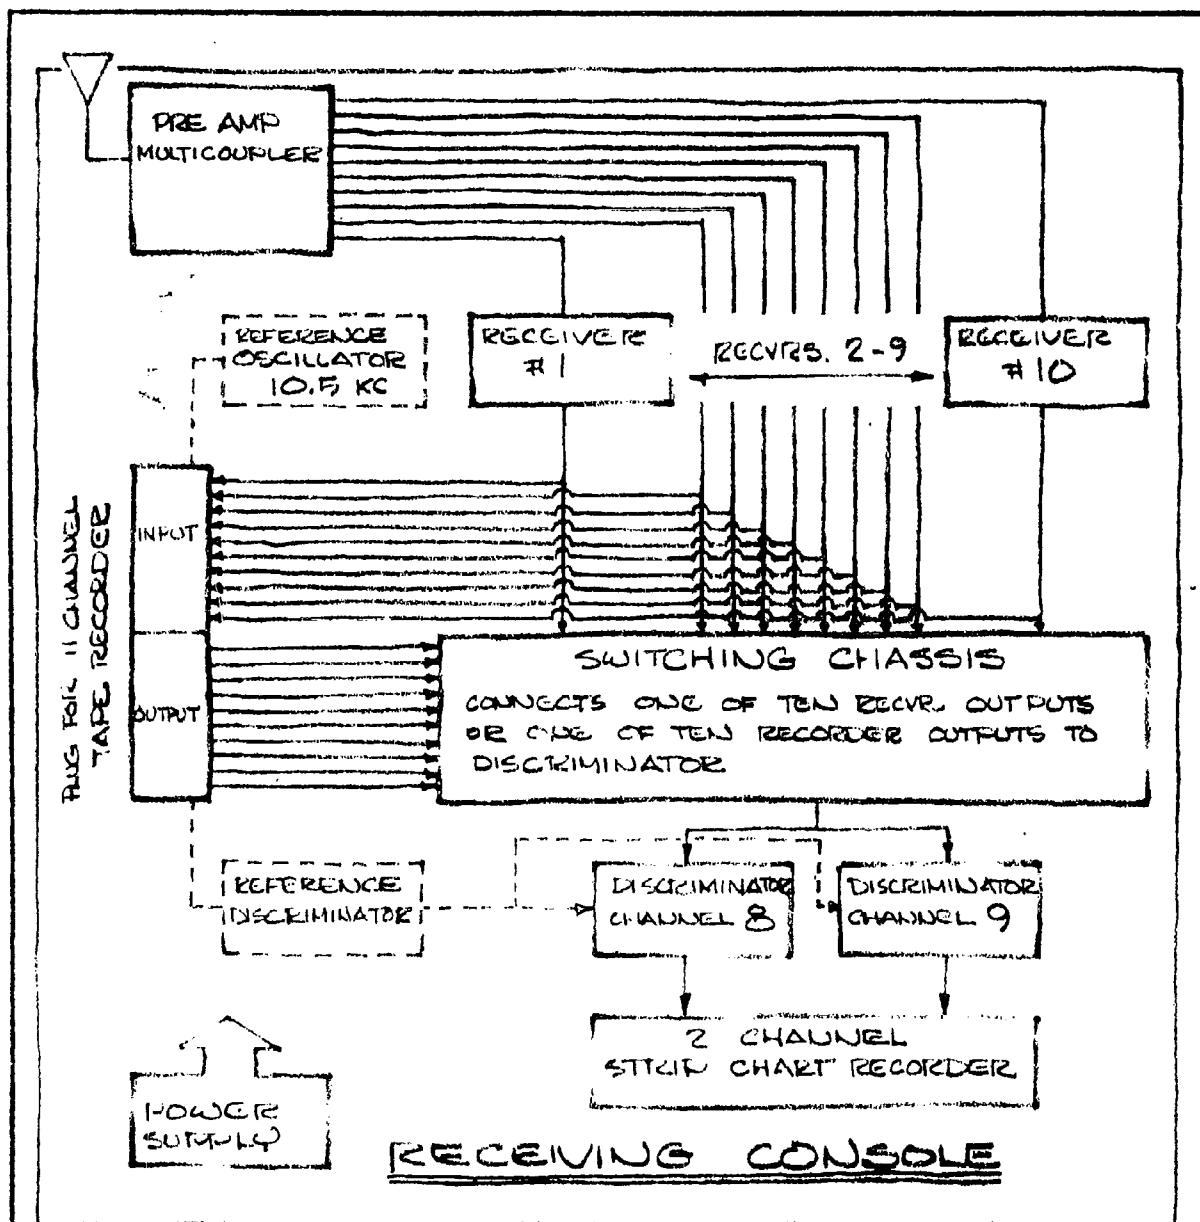 PRE AMP
MULTICOUPLER
REFERENCE
OSCILLATOR
10.5 KC
RECEIVER
# 1
RECVRS. 2-9
RECEIVER
# 10
PLUG FOR 11 CHANNEL
TAPE RECORDER
INPUT
OUTPUT
SWITCHING CHASSIS
CONNECTS ONE OF TEN RECVR. OUTPUTS
OR ONE OF TEN RECORDER OUTPUTS TO
DISCRIMINATOR
REFERENCE
DISCRIMINATOR
DISCRIMINATOR
CHANNEL 8
DISCRIMINATOR
CHANNEL 9
2 CHANNEL
STRIP CHART RECORDER
POWER
SUPPLY
RECEIVING CONSOLE